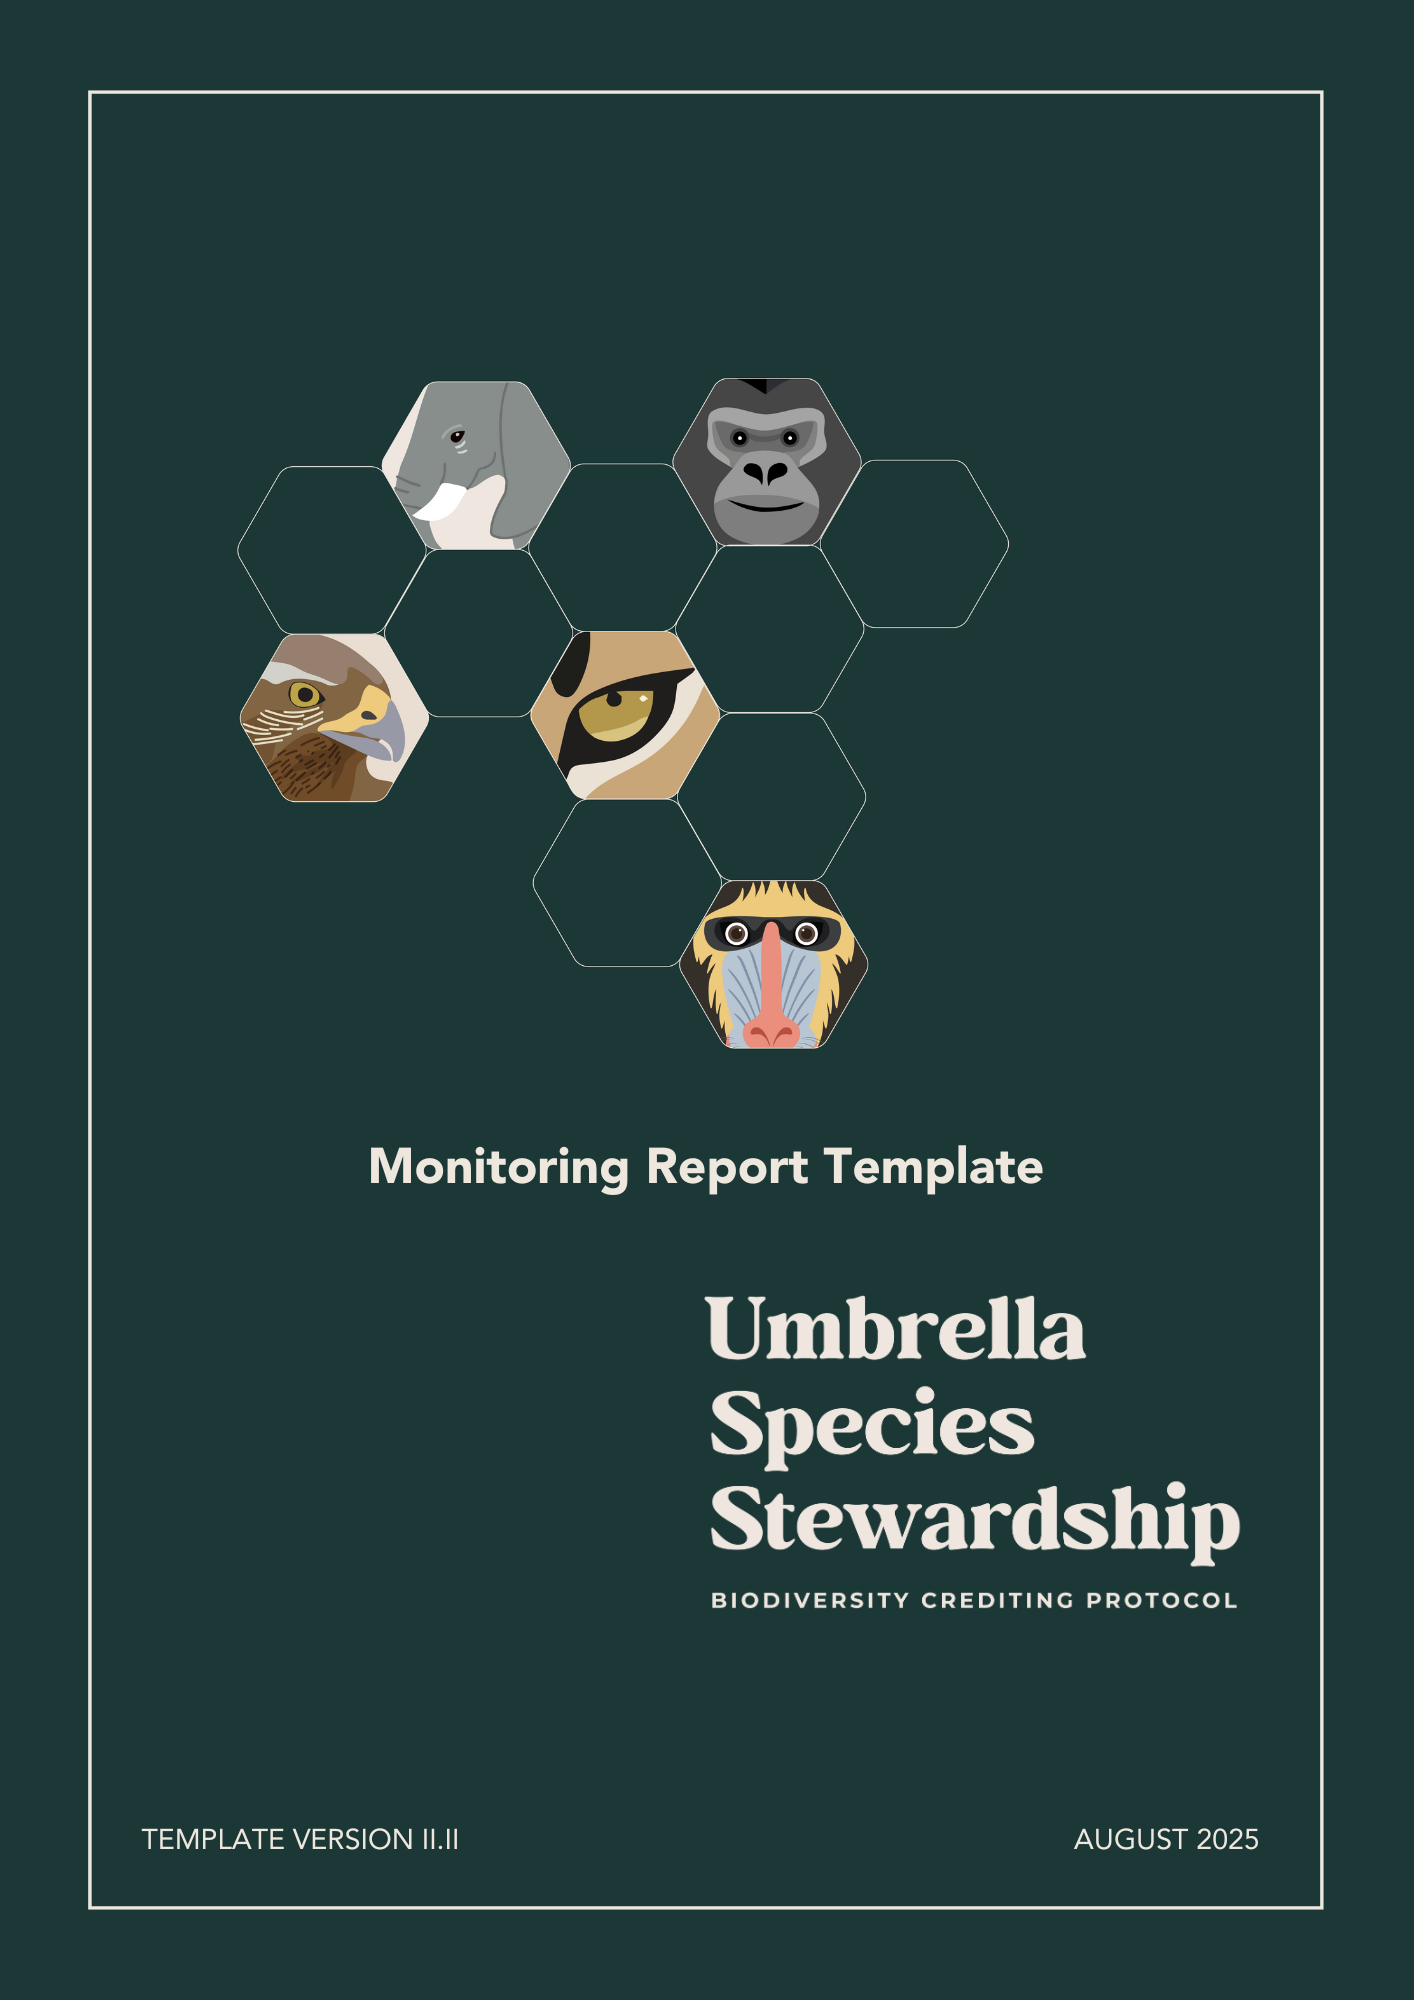 Monitoring Report Template
Umbrella
Species
Stewardship
BIODIVERSITY CREDITING PROTOCOL
TEMPLATE VERSION II.II
AUGUST 2025